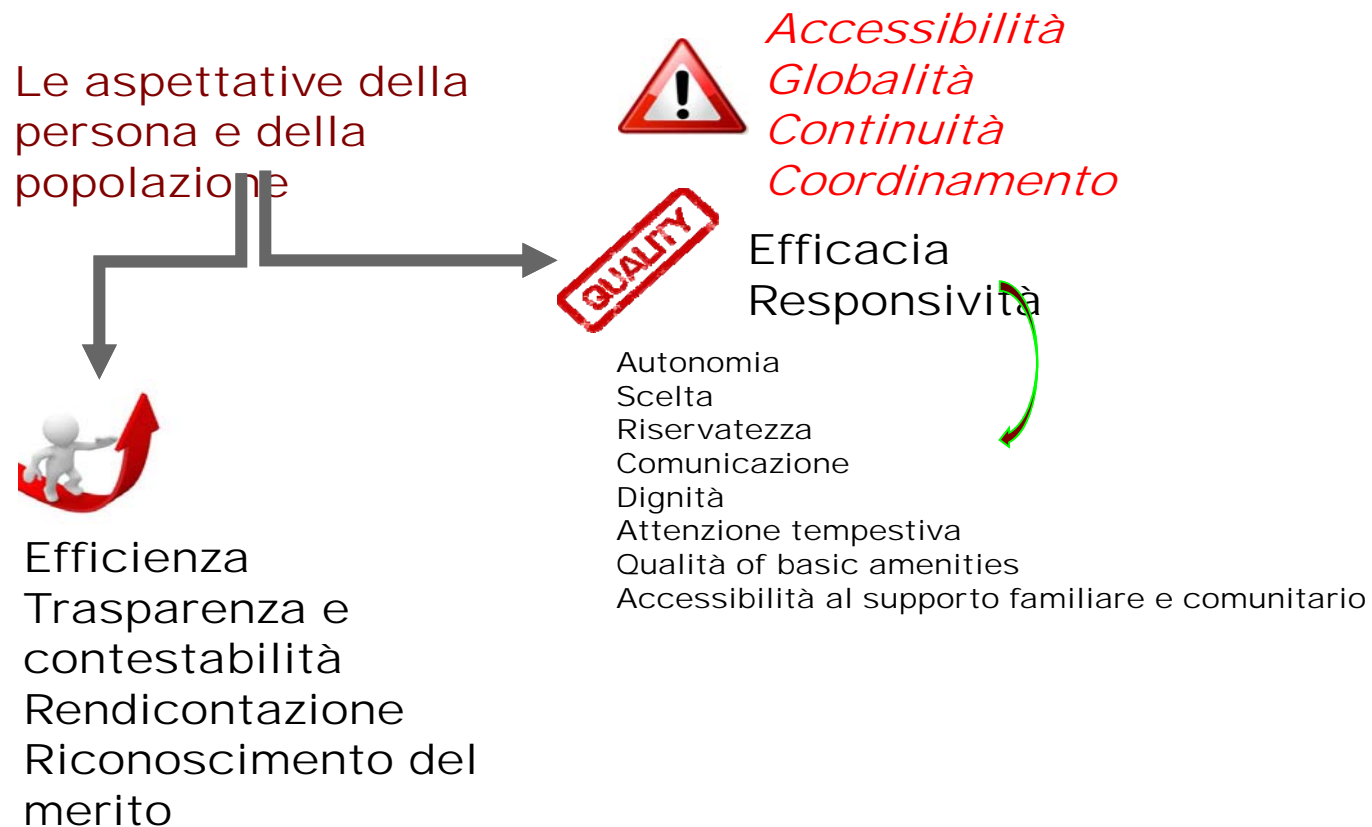 Le aspettative della
persona e della
popolazione
Accessibilità
Globalità
Continuità
Coordinamento
QUALITY
Efficacia
Responsività
Autonomia
Scelta
Riservatezza
Comunicazione
Dignità
Attenzione tempestiva
Qualità of basic amenities
Accessibilità al supporto familiare e comunitario
Efficienza
Trasparenza e
contestabilità
Rendicontazione
Riconoscimento del
merito